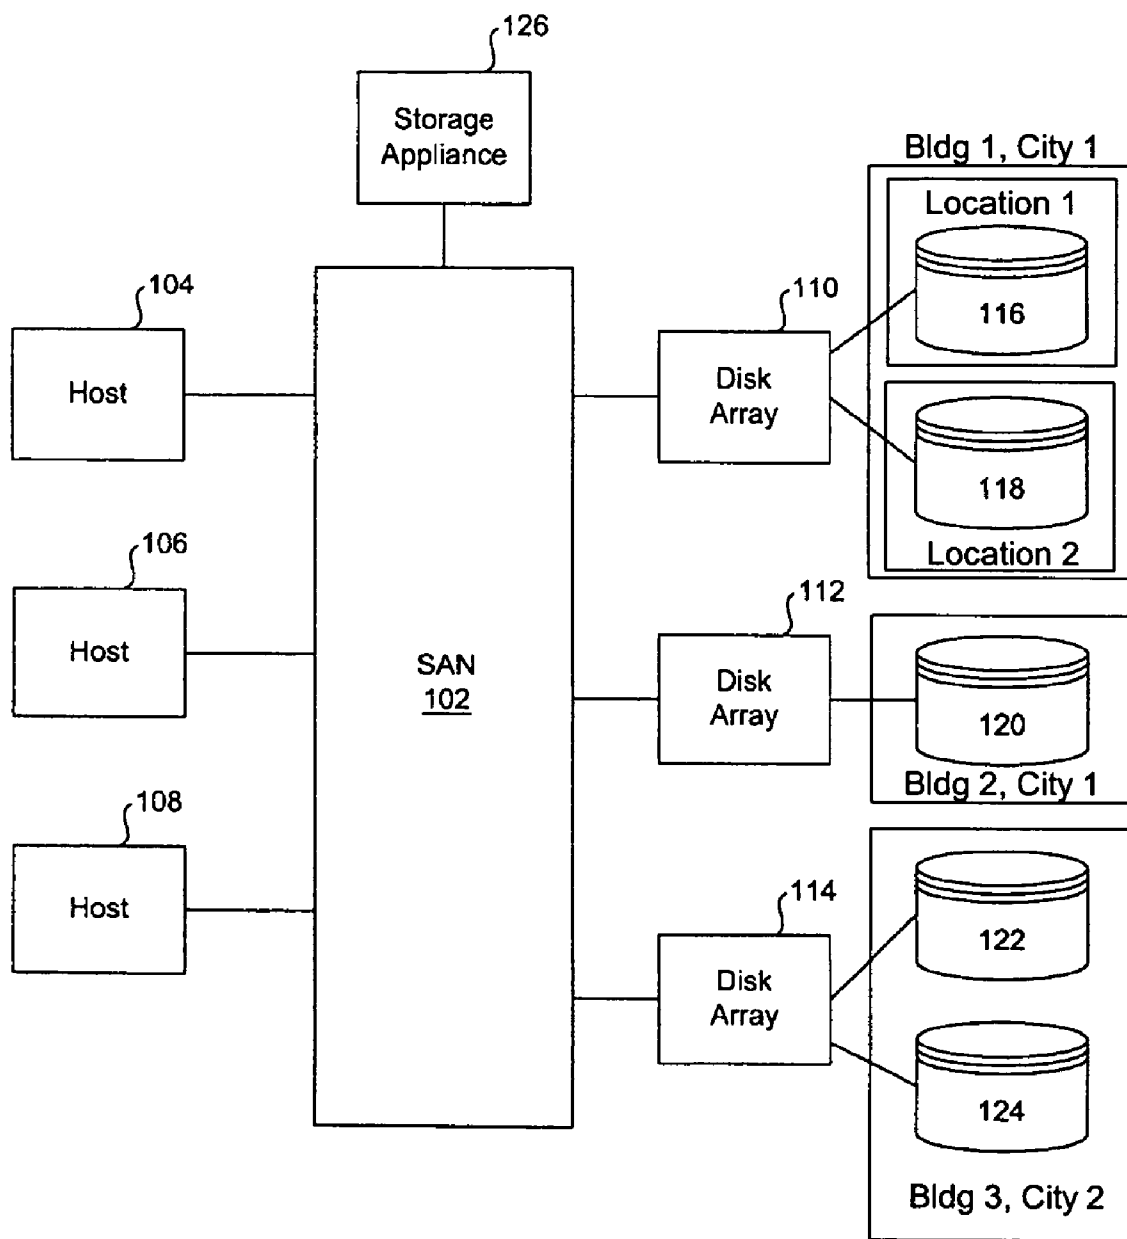 126
Storage
Appliance
Bldg 1, City 1
Location 1
116
104
110
Host
Disk
Array
118
Location 2
106
112
Host
SAN
102
Disk
Array
120
Bldg 2, City 1
108
114
Host
122
Disk
Array
124
Bldg 3, City 2